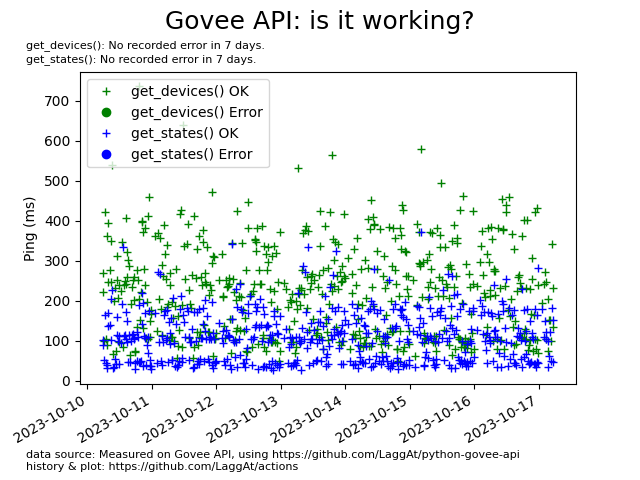 Govee API: is it working?
get_devices(): No recorded error in 7 days.
get_states(): No recorded error in 7 days.
get_devices() OK
get_devices() Error
get_states() OK
get_states() Error
Ping (ms)
700
600
500
400
300
200
100
0
2023-10-10
2023-10-11
2023-10-12
2023-10-13
2023-10-14
2023-10-15
2023-10-16
2023-10-17
data source: Measured on Govee API, using https://github.com/LaggAt/python-govee-api
history & plot: https://github.com/LaggAt/actions